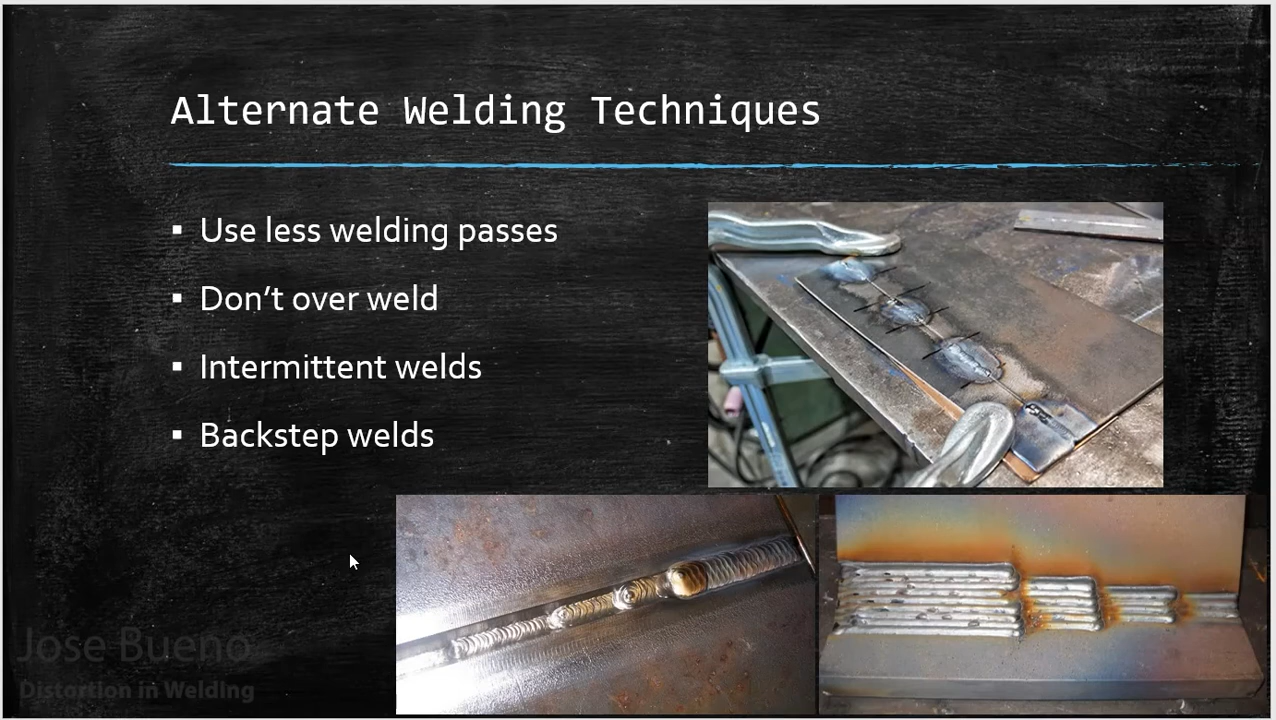 Alternate Welding Techniques
▪ Use less welding passes
▪ Don’t over weld
▪ Intermittent welds
▪ Backstep welds
Jose Bueno
Distortion in Welding